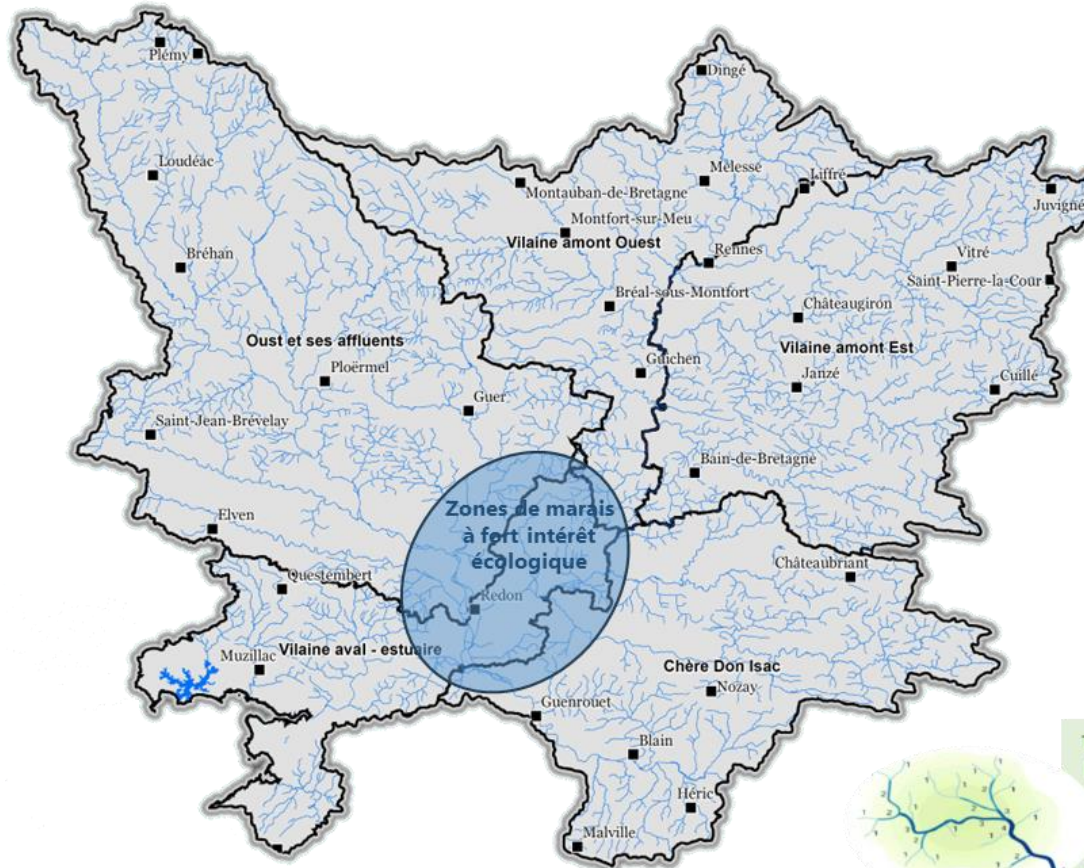 Plémy
Dingé
Loudéac
Montauban-de-Bretagne
Mélesse
Liffré
Juvigné
Montfort-sur-Meu
Vilaine amont Ouest
Bréhan
Rennes
Vitré
Saint-Pierre-la-Cour
Bréal-sous-Montfort
Châteaugiron
Oust et ses affluents
Vilaine amont Est
Ploërmel
Guichen
Janzé
Cuillé
Guer
Saint-Jean-Brévelay
Bain-de-Bretagne
Zones de marais
à fort intérêt
écologique
Elven
Châteaubriant
Questembert
Redon
Vilaine aval - estuaire
Muzillac
Chère Don Isac
Nozay
Guenrouet
Blain
Héric
Malville